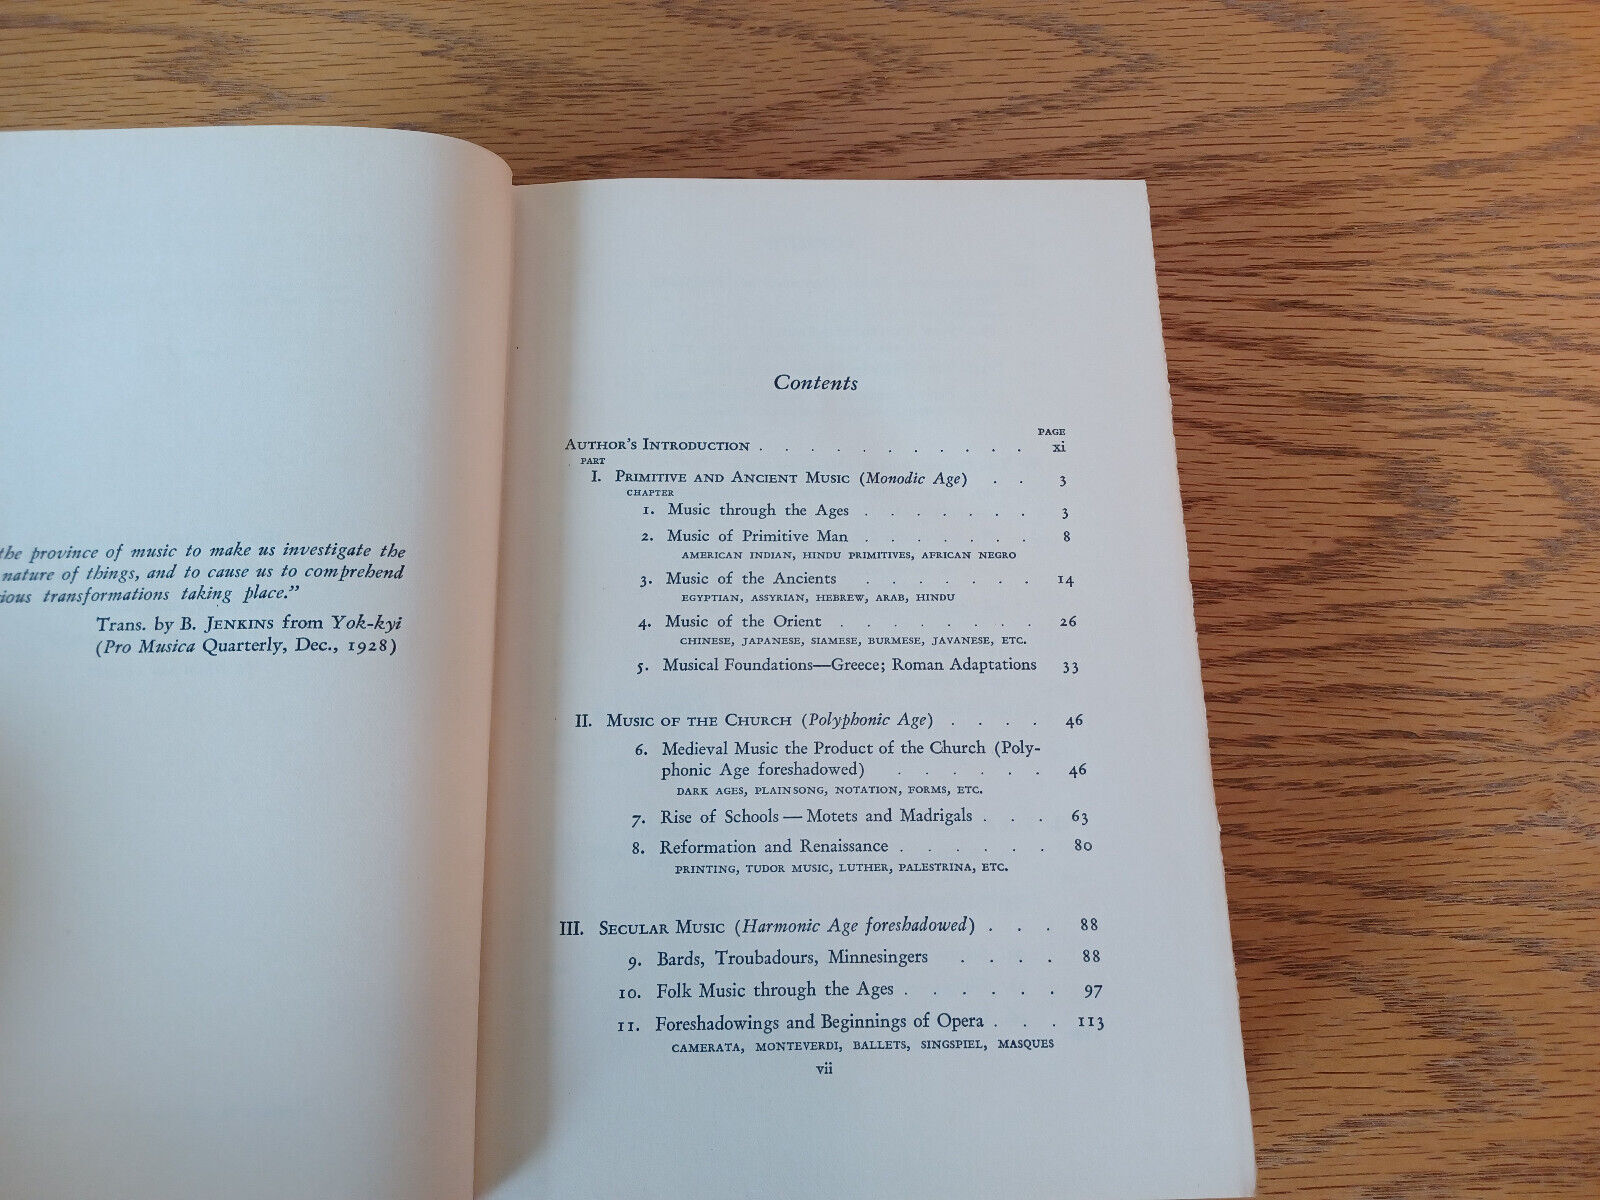 the province of music to make us investigate the
nature of things, and to cause us to comprehend
transformations taking place."
Trans. by B. JENKINS from Yok-kyi
(Pro Musica Quarterly, Dec., 1928)
Contents
PAGE
AUTHOR'S INTRODUCTION . . . . . . . . . . . xi
PART
I. PRIMITIVE AND ANCIENT MUSIC (Monodic Age) . . 3
CHAPTER
1. Music through the Ages . . . . . . . 3
2. Music of Primitive Man . . . . . . . 8
AMERICAN INDIAN, HINDU PRIMITIVES, AFRICAN NEGRO
3. Music of the Ancients . . . . . . . 14
EGYPTIAN, ASSYRIAN, HEBREW, ARAB, HINDU
4. Music of the Orient . . . . . . . . 26
CHINESE, JAPANESE, SIAMESE, BURMESE, JAVANESE, ETC.
5. Musical Foundations—Greece; Roman Adaptations 33
II. MUSIC OF THE CHURCH (Polyphonic Age) . . . . 46
6. Medieval Music the Product of the Church (Poly-
phonic Age foreshadowed) . . . . . . 46
DARK AGES, PLAINSONG, NOTATION, FORMS, ETC.
7. Rise of Schools — Motets and Madrigals . . . 63
8. Reformation and Renaissance . . . . . . 80
PRINTING, TUDOR MUSIC, LUTHER, PALESTRINA, ETC.
III. SECULAR MUSIC (Harmonic Age foreshadowed) . . . 88
9. Bards, Troubadours, Minnesingers . . . . 88
10. Folk Music through the Ages . . . . . . 97
11. Foreshadowings and Beginnings of Opera . . . 113
CAMERATA, MONTEVERDI, BALLETS, SINGSPIEL, MASQUES
vii